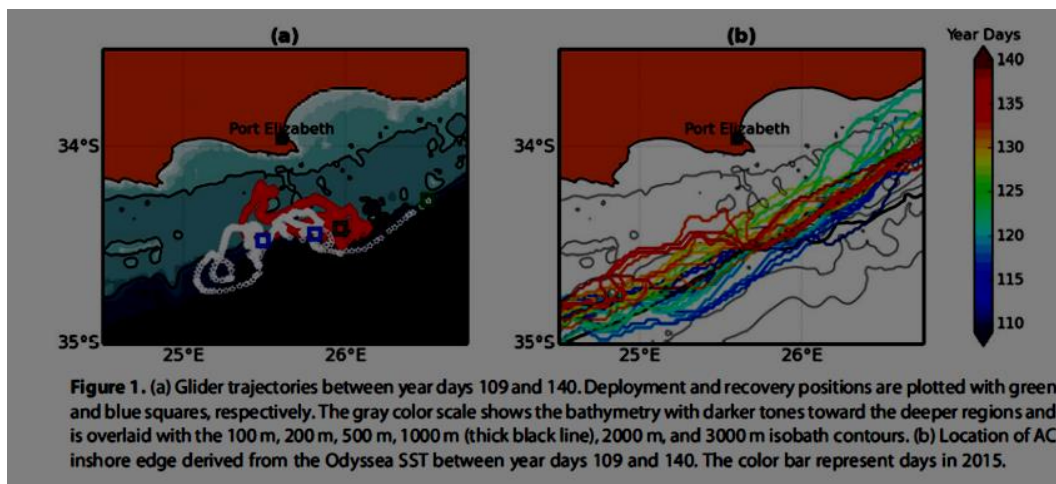 (a)
(b)
Year Days
140
135
130
125
120
115
110
Port Elizabeth
Port Elizabeth
34°S
34°S
35°S
35°S
25°E
26°E
25°E
26°E
Figure 1. (a) Glider trajectories between year days 109 and 140. Deployment and recovery positions are plotted with green
and blue squares, respectively. The gray color scale shows the bathymetry with darker tones toward the deeper regions and
is overlaid with the 100 m, 200 m, 500 m, 1000 m (thick black line), 2000 m, and 3000 m isobath contours. (b) Location of AC
inshore edge derived from the Odyssea SST between year days 109 and 140. The color bar represent days in 2015.